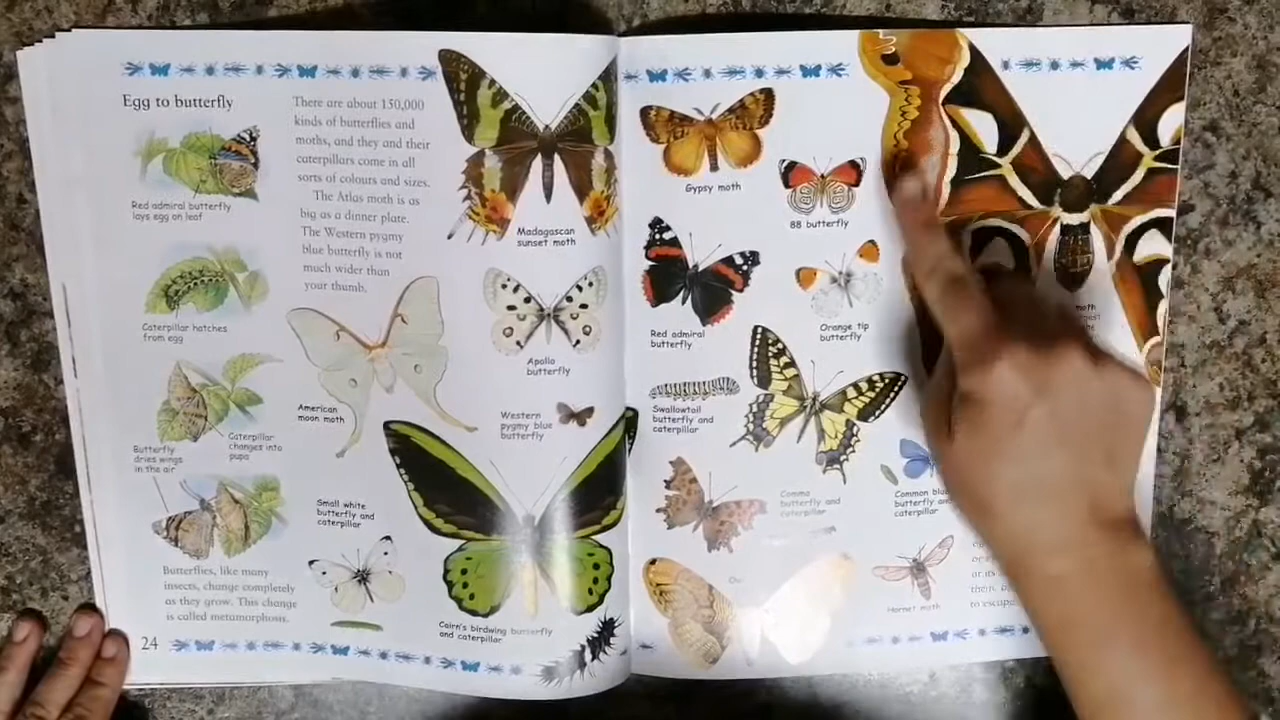 Egg to butterfly
Red admiral butterfly
lays egg on leaf
Caterpillar hatches
from egg
Caterpillar
changes into
pupa
Butterfly
dries wings
in the air
Butterflies, like many
insects, change completely
as they grow. This change
is called metamorphosis.
24
There are about 150,000
kinds of butterflies and
moths, and they and their
caterpillars come in all
sorts of colours and sizes.
The Atlas moth is as
big as a dinner plate.
The Western pygmy
blue butterfly is not
much wider than
your thumb.
Madagascan
sunset moth
American
moon moth
Apollo
butterfly
Western
pygmy blue
butterfly
Small white
butterfly and
caterpillar
Cairn's birdwing butterfly
and caterpillar
Gypsy moth
88 butterfly
Red admiral
butterfly
Orange tip
butterfly
Swallowtail
butterfly and
caterpillar
Comma
butterfly and
caterpillar
Common blue
butterfly and
caterpillar
Hornet moth
moth
to escape